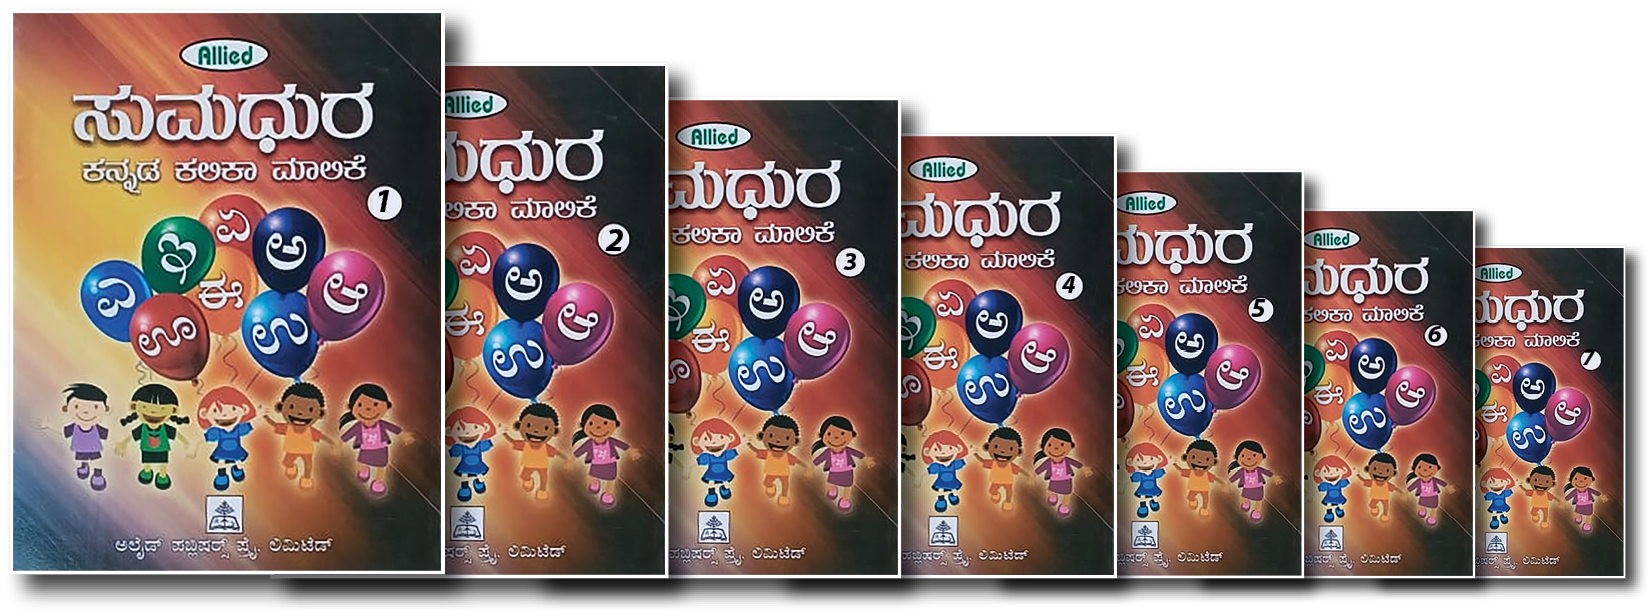 Allied
ಸುಮಧುರ
ಕನ್ನಡ ಕಲಿಕಾ ಮಾಲಿಕೆ
1
ಏ
ಇ
ಅ
ಎ
ಈ
ಆ
ಊ
ಉ
ಅಲೈಡ್ ಪಬ್ಲಿಷರ್ಸ್ ಪ್ರೈ. ಲಿಮಿಟೆಡ್
Allied
ಧುರ
ಮಾಲಿಕೆ
2
ಏ
ಅ
ಈ
ಆ
ಉ
ಪ್ರೈ. ಲಿಮಿಟೆಡ್
Allied
ಮಧುರ
ಕಲಿಕಾ ಮಾಲಿಕೆ
3
ಏ
ಅ
ಈ
ಆ
ಉ
ಪ್ರೈ. ಲಿಮಿಟೆಡ್
Allied
ಮಧುರ
ಕಲಿಕಾ ಮಾಲಿಕೆ
4
ಏ
ಅ
ಈ
ಆ
ಉ
ಪ್ರೈ. ಲಿಮಿಟೆಡ್
Allied
ಮಧುರ
ಕಲಿಕಾ ಮಾಲಿಕೆ
5
ಏ
ಅ
ಈ
ಆ
ಉ
ಪ್ರೈ. ಲಿಮಿಟೆಡ್
Allied
ಮಧುರ
ಕಲಿಕಾ ಮಾಲಿಕೆ
6
ಏ
ಅ
ಈ
ಆ
ಉ
ಪ್ರೈ. ಲಿಮಿಟೆಡ್
Allied
ಮಧುರ
ಕಲಿಕಾ ಮಾಲಿಕೆ
7
ಏ
ಅ
ಈ
ಆ
ಉ
ಪ್ರೈ. ಲಿಮಿಟೆಡ್